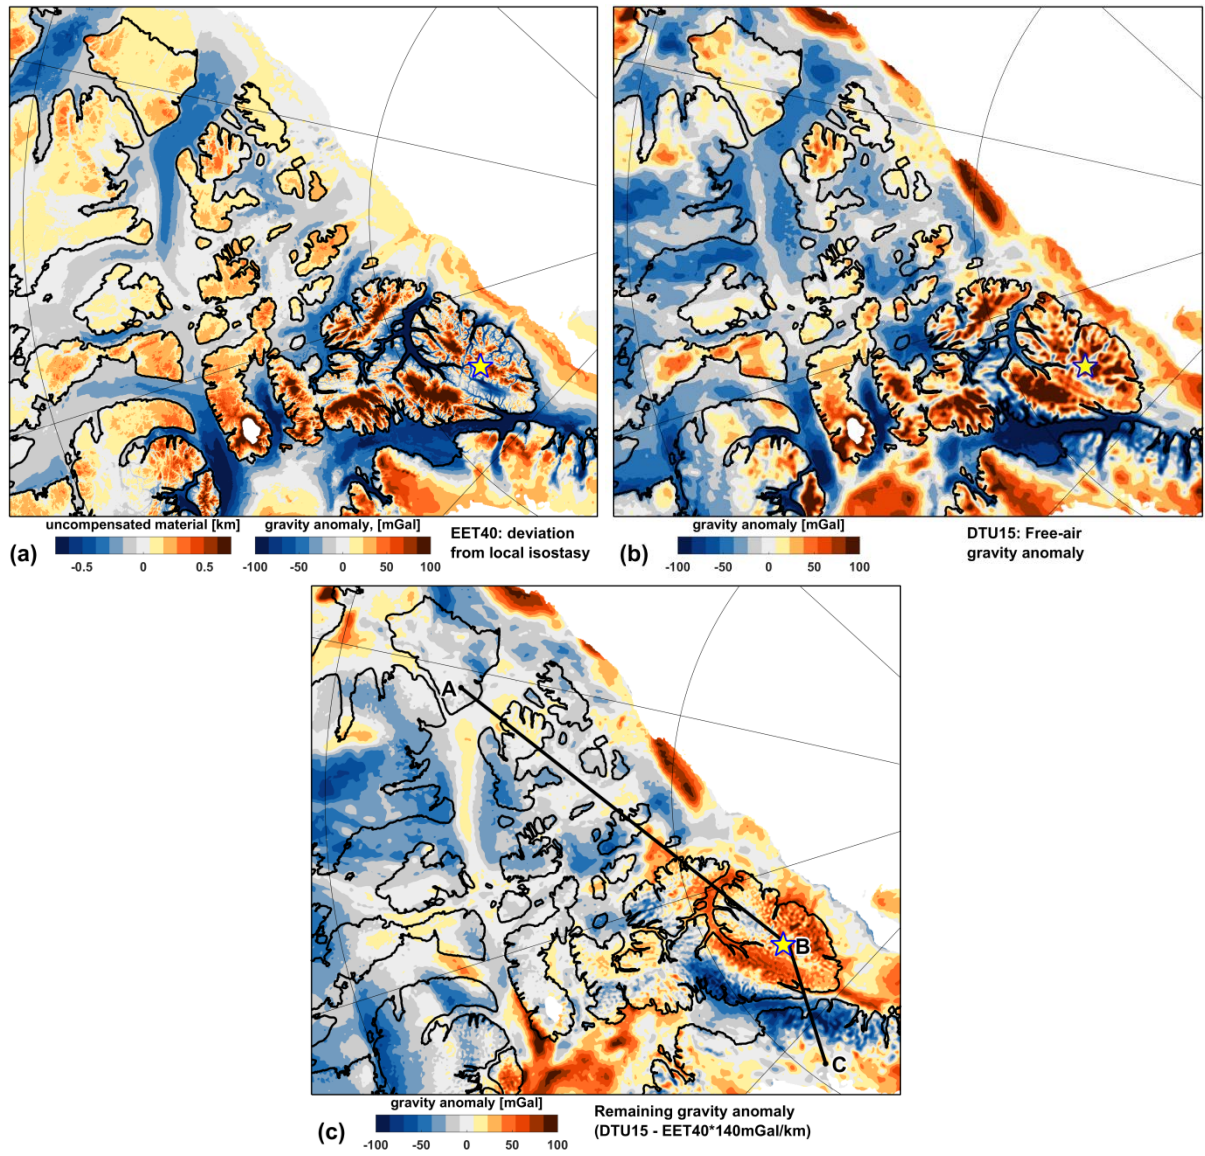 uncompensated material [km]
gravity anomaly, [mGal]
-0.5 0 0.5
-100 -50 0 50 100
EET40: deviation
from local isostasy
(a)
gravity anomaly [mGal]
-100 -50 0 50 100
DTU15: Free-air
gravity anomaly
(b)
A
B
C
gravity anomaly [mGal]
-100 -50 0 50 100
Remaining gravity anomaly
(DTU15 - EET40*140mGal/km)
(c)